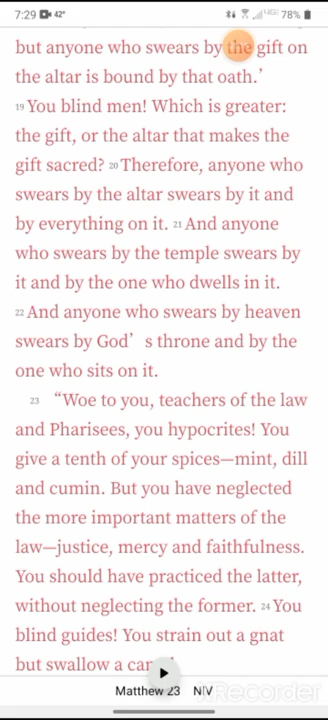 7:29 42° 78%
but anyone who swears by the gift on
the altar is bound by that oath.’
19 You blind men! Which is greater:
the gift, or the altar that makes the
gift sacred? 20 Therefore, anyone who
swears by the altar swears by it and
by everything on it. 21 And anyone
who swears by the temple swears by
it and by the one who dwells in it.
22 And anyone who swears by heaven
swears by God’s throne and by the
one who sits on it.
23 “Woe to you, teachers of the law
and Pharisees, you hypocrites! You
give a tenth of your spices—mint, dill
and cumin. But you have neglected
the more important matters of the
law—justice, mercy and faithfulness.
You should have practiced the latter,
without neglecting the former. 24 You
blind guides! You strain out a gnat
but swallow a
Matthew 23 NIV
Recorder